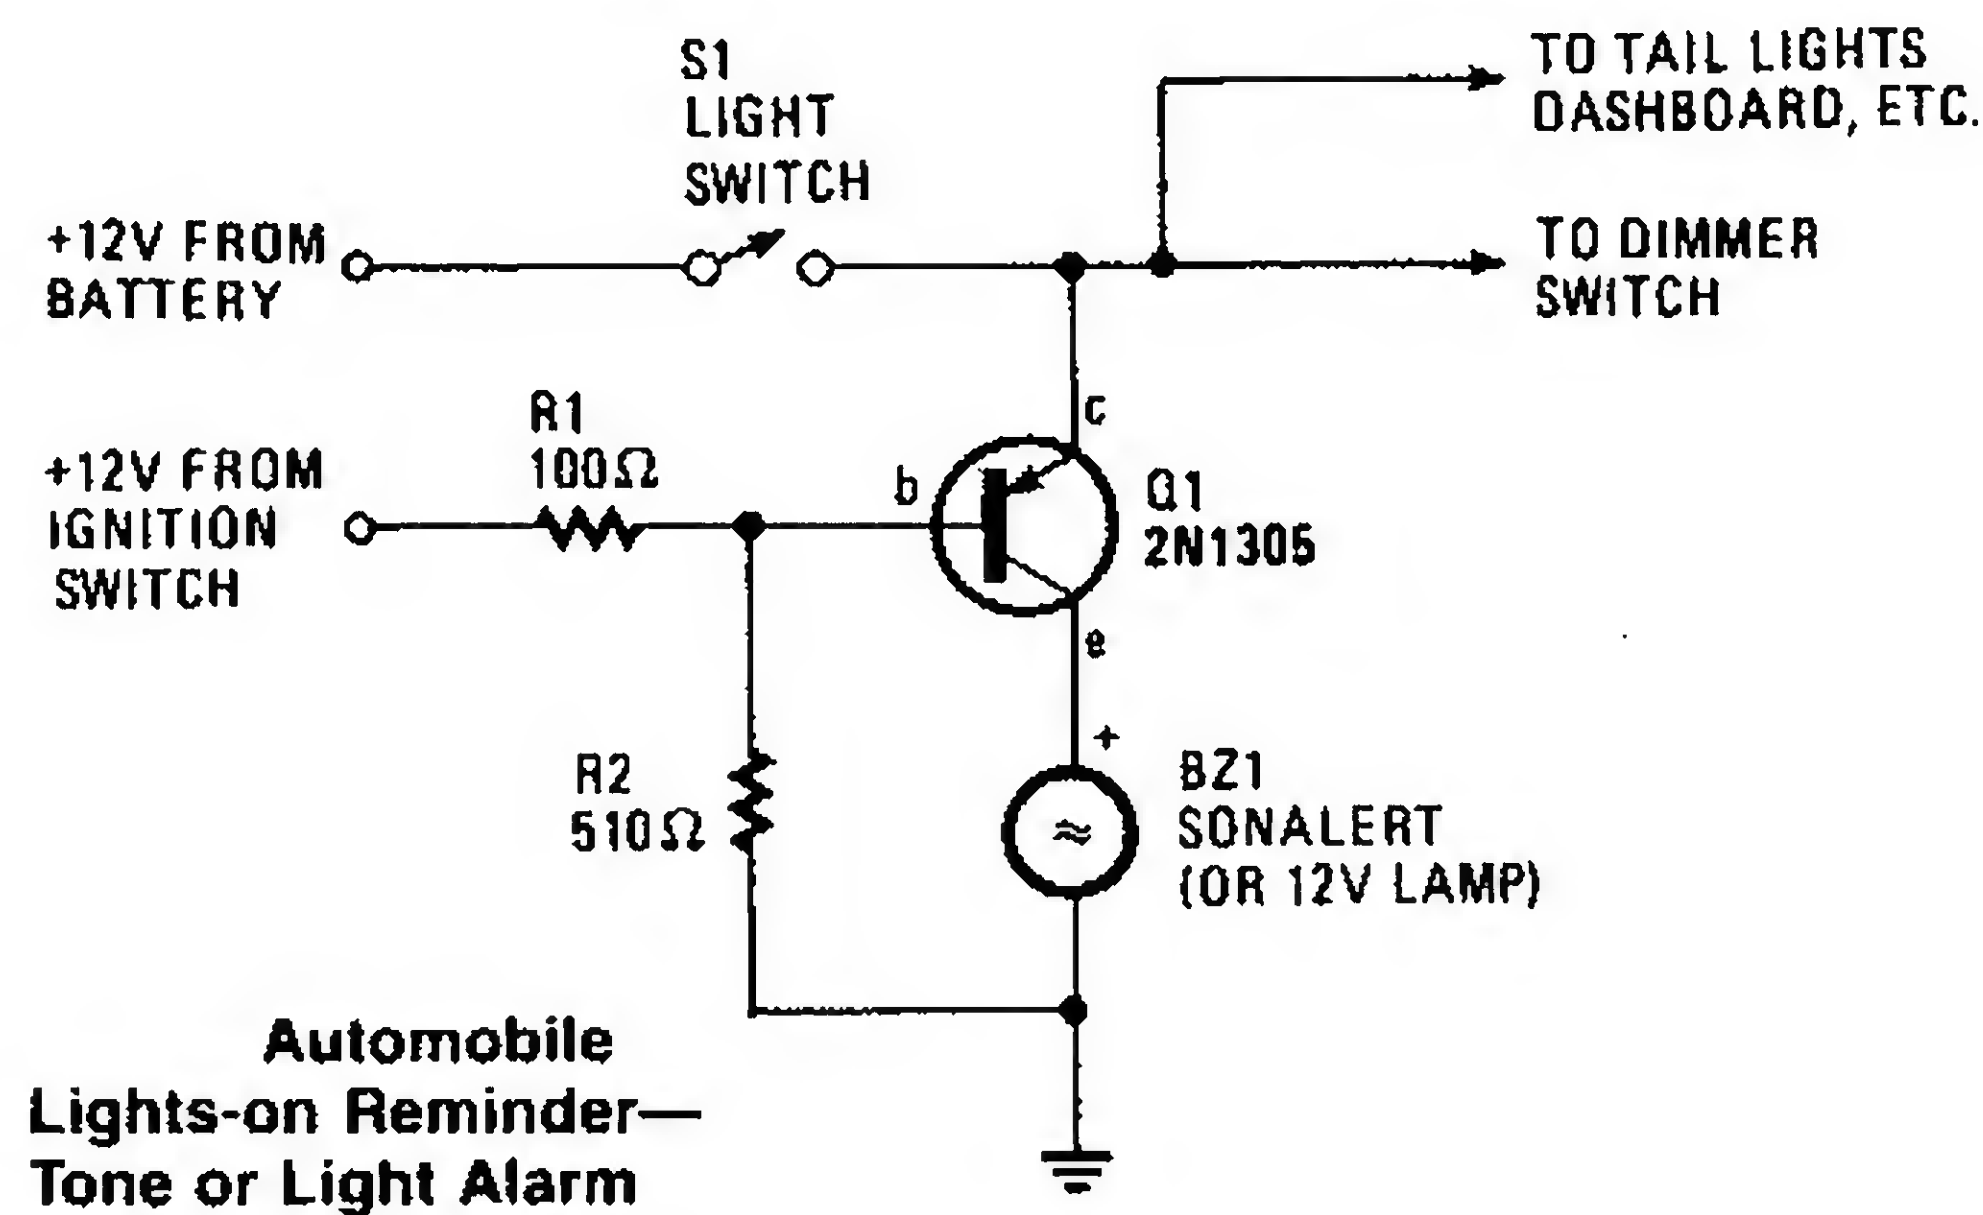 S1
LIGHT
SWITCH
TO TAIL LIGHTS
DASHBOARD, ETC.
+12V FROM
BATTERY
TO DIMMER
SWITCH
R1
100Ω
+12V FROM
IGNITION
SWITCH
c
b
Q1
2N1305
e
+
R2
510Ω
BZ1
SONALERT
(OR 12V LAMP)
≈
Automobile
Lights-on Reminder—
Tone or Light Alarm